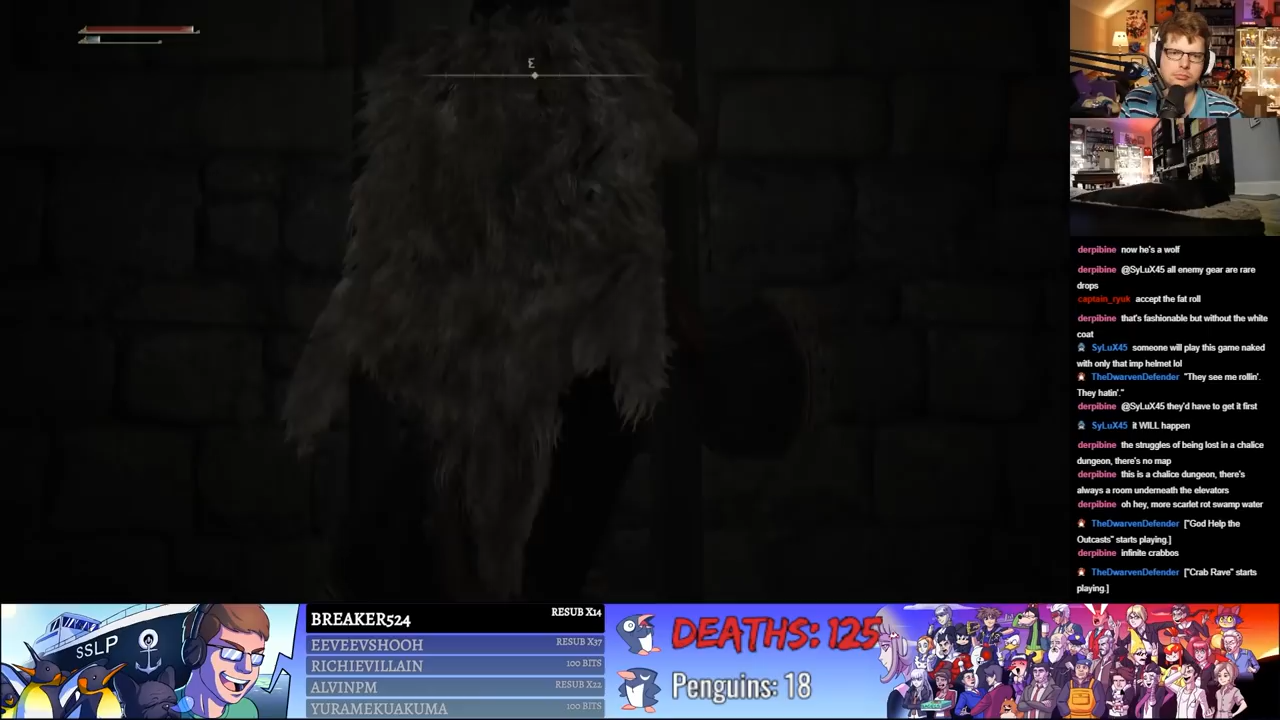 E
derpibine now he's a wolf
derpibine @SyLuX45 all enemy gear are rare
drops
captain_ryuk accept the fat roll
derpibine that's fashionable but without the white
coat
SyLuX45 someone will play this game naked
with only that imp helmet lol
TheDwarvenDefender "They see me rollin'.
They hatin'."
derpibine @SyLuX45 they'd have to get it first
SyLuX45 it WILL happen
derpibine the struggles of being lost in a chalice
dungeon, there's no map
derpibine this is a chalice dungeon, there's
always a room underneath the elevators
derpibine oh hey, more scarlet rot swamp water
TheDwarvenDefender ["God Help the
Outcasts" starts playing.]
derpibine infinite crabbos
TheDwarvenDefender ["Crab Rave" starts
playing.]
SSLP
BREAKER524 RESUB X14
EEVEEVSHOOH RESUB X37
RICHIEVILLAIN 100 BITS
ALVINPM RESUB X22
YURAMEKUAKUMA 100 BITS
DEATHS: 125
Penguins: 18